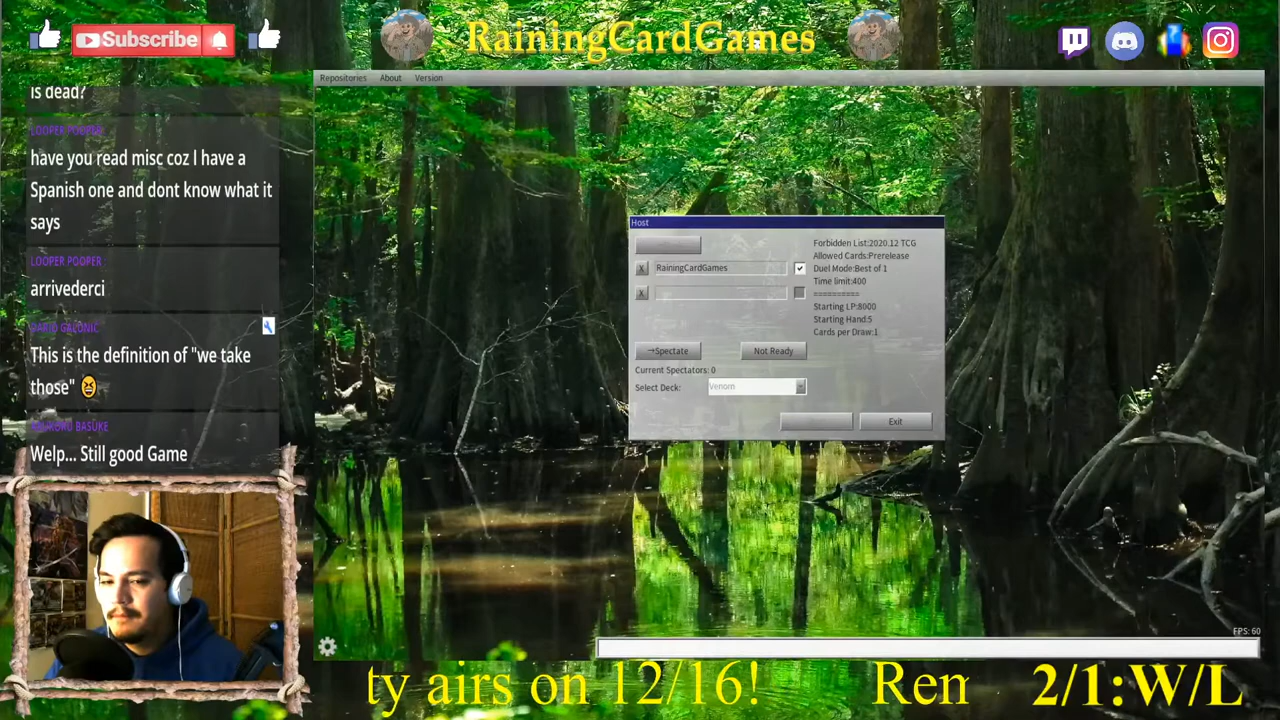 Subscribe
RainingCardGames
Repositories About Version
is dead?
LOOPER POOPER
have you read misc coz I have a
Spanish one and dont know what it
says
LOOPER POOPER
arrivederci
This is the definition of "we take
those"
BASUKE
Welp... Still good Game
Host
X RainingCardGames
X
→Spectate Not Ready
Current Spectators: 0
Select Deck: Venom
Exit
Forbidden List:2020.12 TCG
Allowed Cards:Prerelease
Duel Mode:Best of 1
Time limit:400
==========
Starting LP:8000
Starting Hand:5
Cards per Draw:1
FPS: 60
ty airs on 12/16! Ren 2/1:W/L